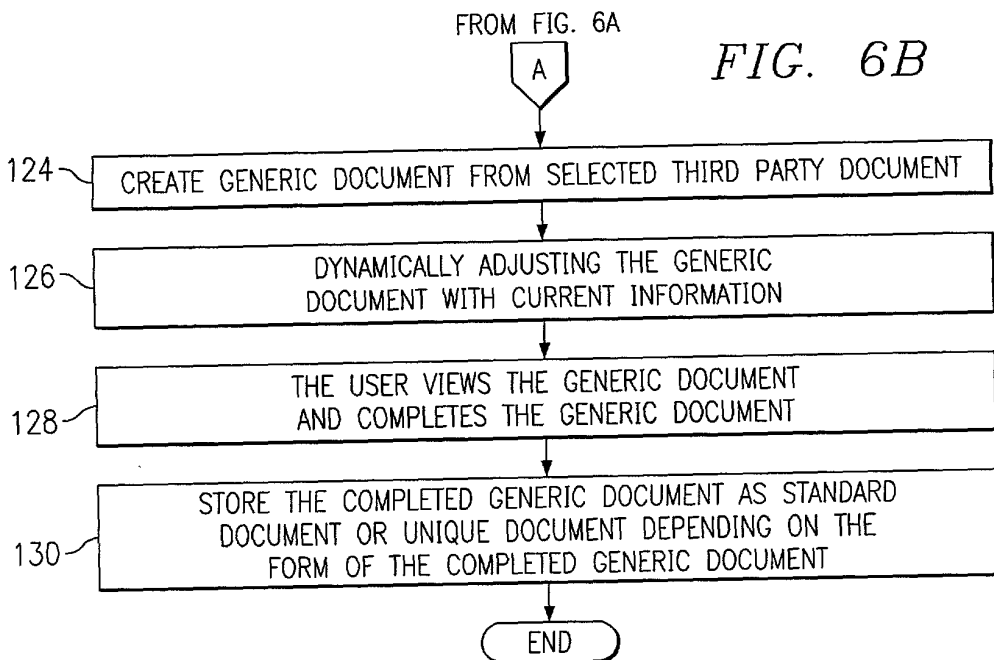 FROM FIG. 6A
A
FIG. 6B
124
CREATE GENERIC DOCUMENT FROM SELECTED THIRD PARTY DOCUMENT
126
DYNAMICALLY ADJUSTING THE GENERIC
DOCUMENT WITH CURRENT INFORMATION
128
THE USER VIEWS THE GENERIC DOCUMENT
AND COMPLETES THE GENERIC DOCUMENT
130
STORE THE COMPLETED GENERIC DOCUMENT AS STANDARD
DOCUMENT OR UNIQUE DOCUMENT DEPENDING ON THE
FORM OF THE COMPLETED GENERIC DOCUMENT
END